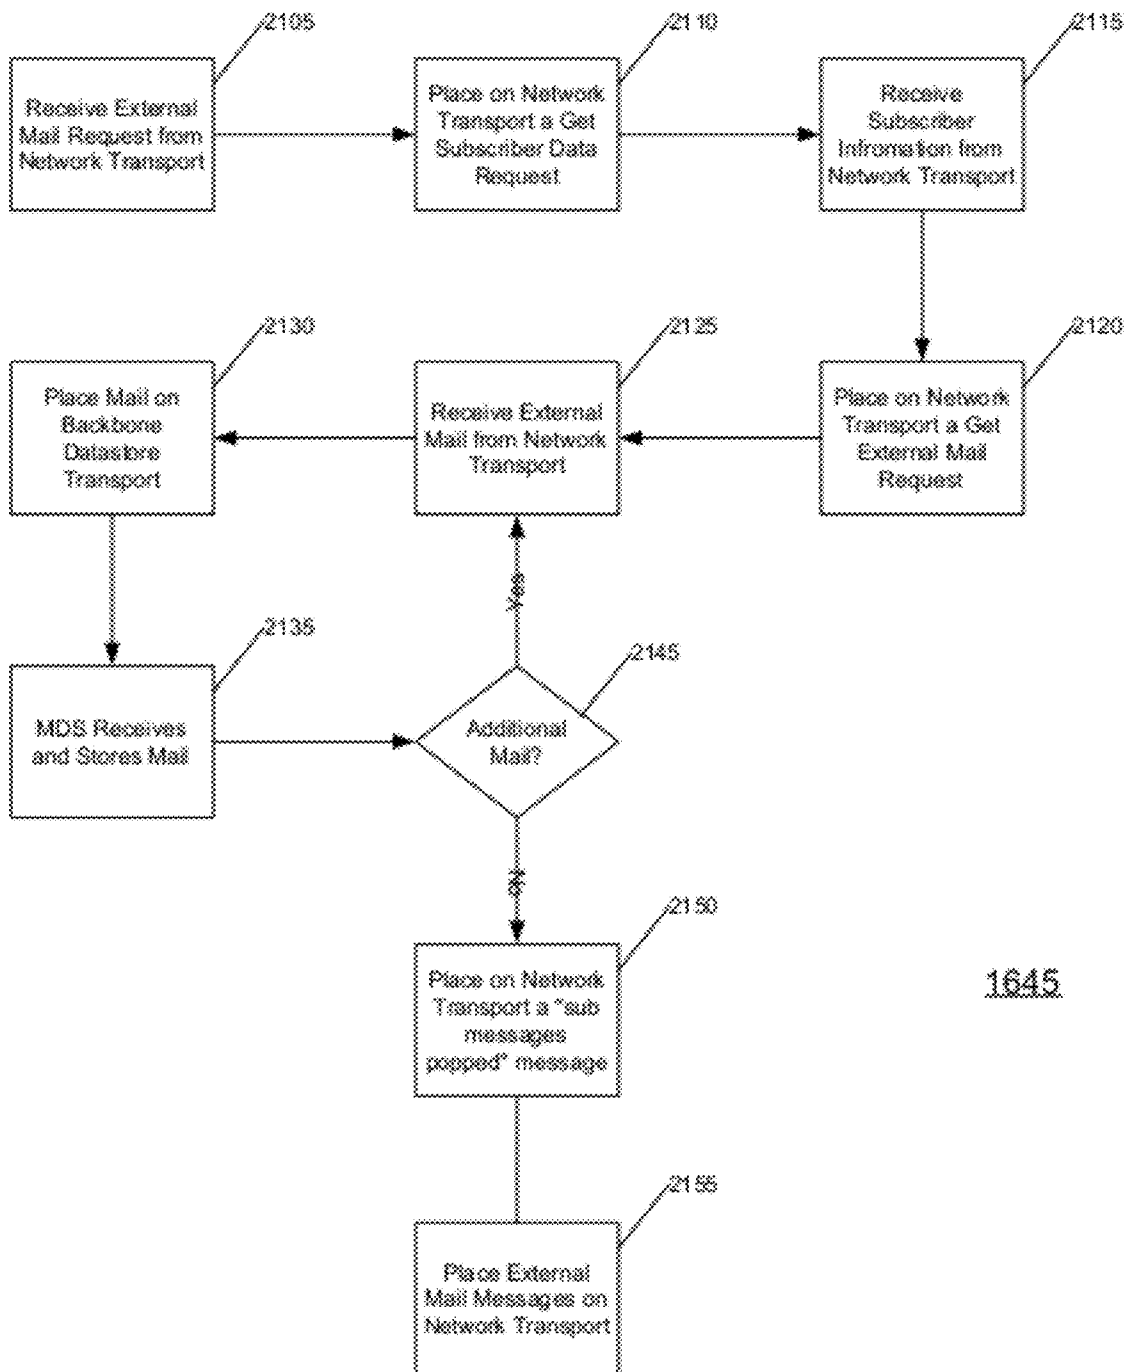 2105
Receive External
Mail Request from
Network Transport
2110
Place on Network
Transport a Get
Subscriber Data
Request
2115
Receive
Subscriber
Infromation from
Network Transport
2120
Place on Network
Transport a Get
External Mail
Request
2125
Receive External
Mail from Network
Transport
2130
Place Mail on
Backbone
Datastore
Transport
2135
MDS Receives
and Stores Mail
2145
Additional
Mail?
Yes
No
2150
Place on Network
Transport a "sub
messages
popped" message
1645
2155
Place External
Mail Messages on
Network Transport